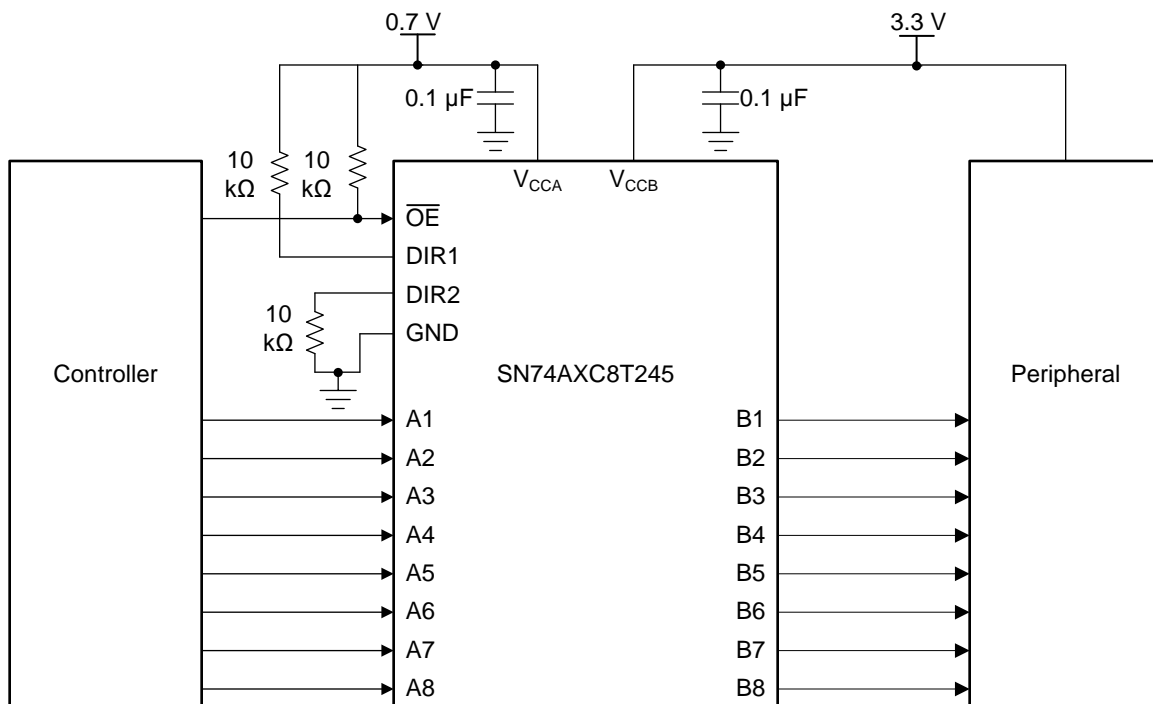 0.7 V
3.3 V
0.1 µF
0.1 µF
10
kΩ
10
kΩ
V_CCA
V_CCB
OE
DIR1
DIR2
10
kΩ
GND
Controller
SN74AXC8T245
Peripheral
A1
B1
A2
B2
A3
B3
A4
B4
A5
B5
A6
B6
A7
B7
A8
B8